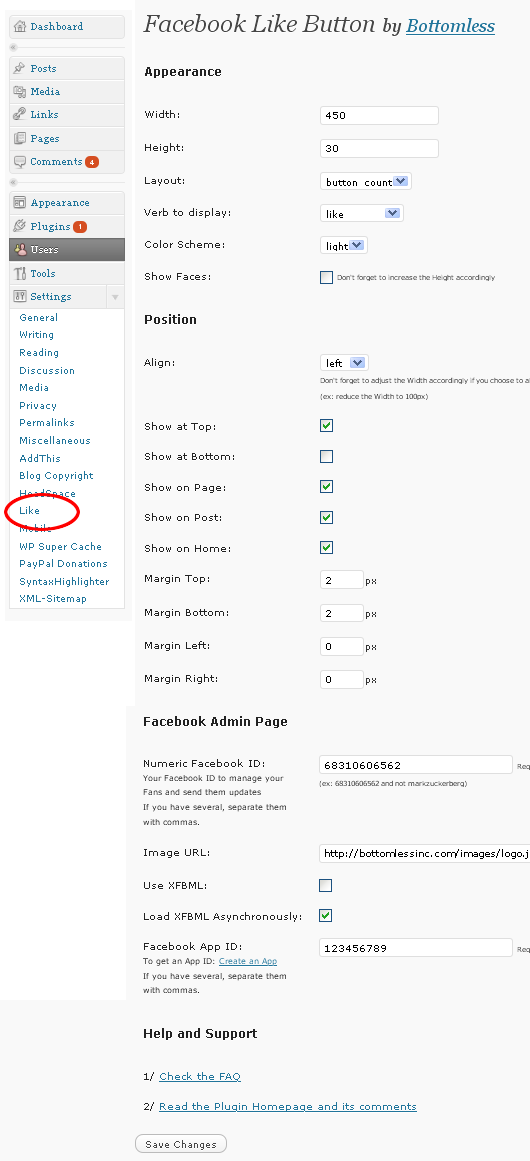 Dashboard
Posts
Media
Links
Pages
Comments 4
Appearance
Plugins 1
Users
Tools
Settings
General
Writing
Reading
Discussion
Media
Privacy
Permalinks
Miscellaneous
AddThis
Blog Copyright
HeadSpace
Like
Mobile
WP Super Cache
PayPal Donations
SyntaxHighlighter
XML-Sitemap
Facebook Like Button by Bottomless
Appearance
Width: 450
Height: 30
Layout: button_count
Verb to display: like
Color Scheme: light
Show Faces: Don't forget to increase the Height accordingly
Position
Align: left
Don't forget to adjust the Width accordingly if you choose to a
(ex: reduce the Width to 100px)
Show at Top:
Show at Bottom:
Show on Page:
Show on Post:
Show on Home:
Margin Top: 2 px
Margin Bottom: 2 px
Margin Left: 0 px
Margin Right: 0 px
Facebook Admin Page
Numeric Facebook ID: 68310606562 Req
Your Facebook ID to manage your (ex: 68310606562 and not markzuckerberg)
Fans and send them updates
If you have several, separate them
with commas.
Image URL: http://bottomlessinc.com/images/logo.j
Use XFBML:
Load XFBML Asynchronously:
Facebook App ID: 123456789 Req
To get an App ID: Create an App
If you have several, separate them
with commas.
Help and Support
1/ Check the FAQ
2/ Read the Plugin Homepage and its comments
Save Changes